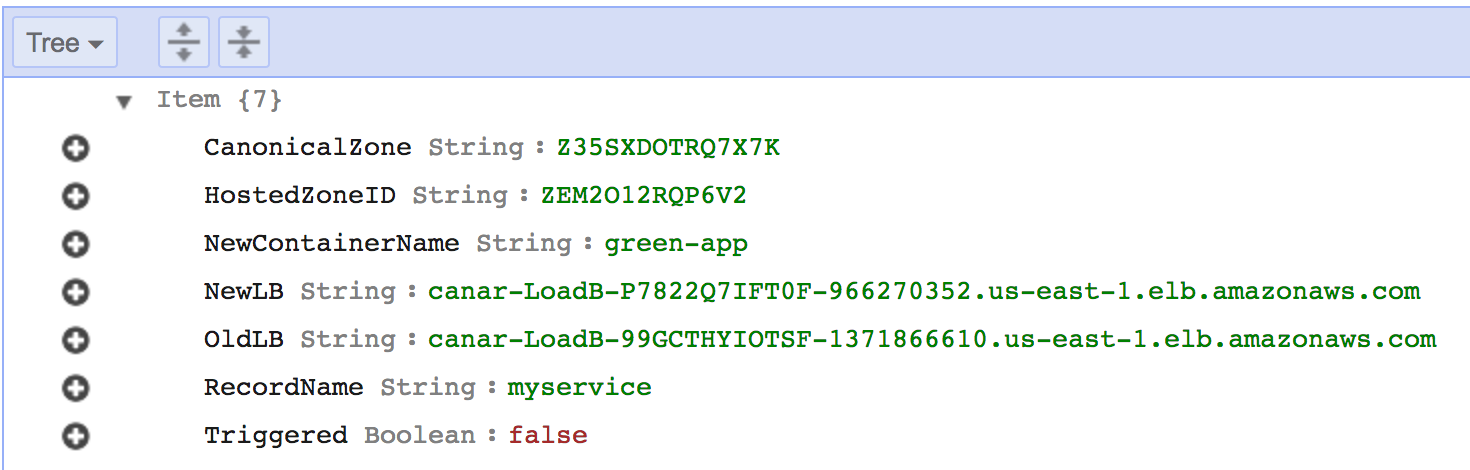 Tree
Item {7}
CanonicalZone String : Z35SXDOTRQ7X7K
HostedZoneID String : ZEM2O12RQP6V2
NewContainerName String : green-app
NewLB String : canar-LoadB-P7822Q7IFT0F-966270352.us-east-1.elb.amazonaws.com
OldLB String : canar-LoadB-99GCTHYIOTSF-1371866610.us-east-1.elb.amazonaws.com
RecordName String : myservice
Triggered Boolean : false